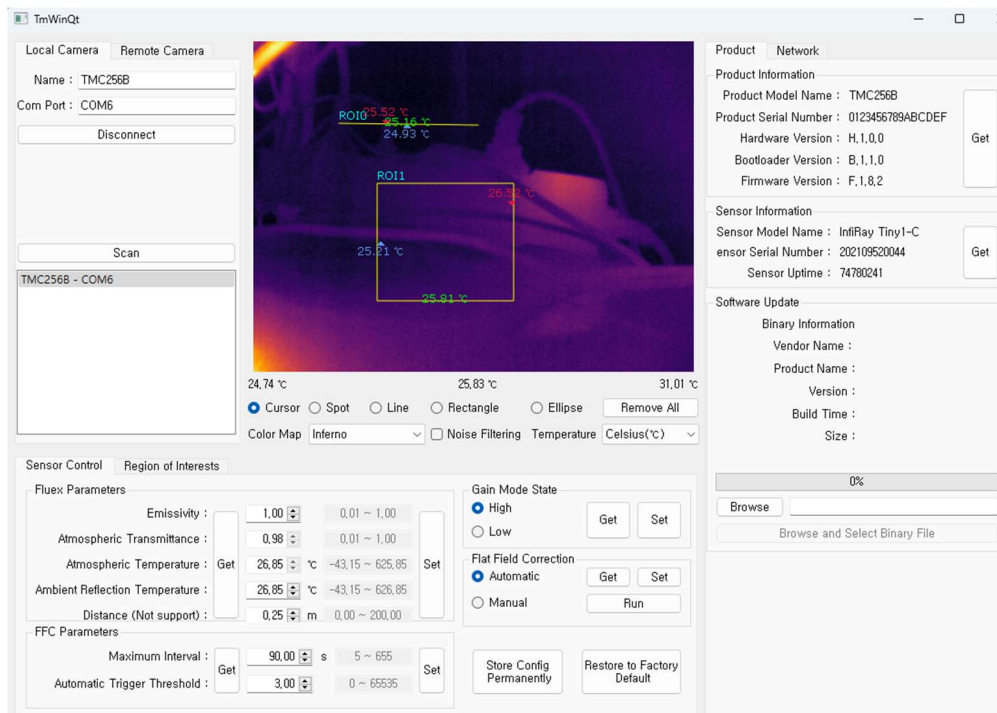 TmWinQt
Local Camera Remote Camera
Name : TMC256B
Com Port : COM6
Disconnect
Scan
TMC256B - COM6
ROI0 25.52 ℃
25.16 ℃
24.93 ℃
ROI1
26.52 ℃
25.21 ℃
25.81 ℃
24,74 ℃ 25,83 ℃ 31,01 ℃
Cursor Spot Line Rectangle Ellipse Remove All
Color Map Inferno Noise Filtering Temperature Celsius(℃)
Sensor Control Region of Interests
Fluex Parameters
Emissivity : 1,00 0,01 ~ 1,00
Atmospheric Transmittance : 0,98 0,01 ~ 1,00
Atmospheric Temperature : Get 26,85 ℃ -43,15 ~ 625,85 Set
Ambient Reflection Temperature : 26,85 ℃ -43,15 ~ 626,85
Distance (Not support) : 0,25 m 0,00 ~ 200,00
FFC Parameters
Maximum Interval : 90,00 s 5 ~ 655
Get Set
Automatic Trigger Threshold : 3,00 0 ~ 65535
Gain Mode State
High
Get Set
Low
Flat Field Correction
Automatic Get Set
Manual Run
Store Config
Permanently
Restore to Factory
Default
Product Network
Product Information
Product Model Name : TMC256B
Product Serial Number : 0123456789ABCDEF
Hardware Version : H,1,0,0 Get
Bootloader Version : B,1,1,0
Firmware Version : F,1,8,2
Sensor Information
Sensor Model Name : InfiRay Tiny1-C
ensor Serial Number : 202109520044 Get
Sensor Uptime : 74780241
Software Update
Binary Information
Vendor Name :
Product Name :
Version :
Build Time :
Size :
0%
Browse
Browse and Select Binary File